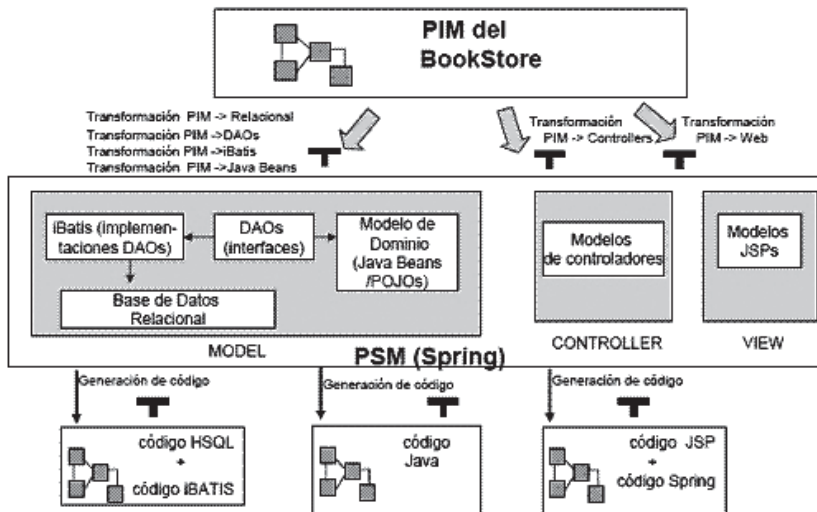 PIM del
BookStore
Transformación PIM -> Relacional
Transformación PIM ->DAOs
Transformación PIM ->iBatis
Transformación PIM ->Java Beans
Transformación
PIM -> Controllers
Transformación
PIM -> Web
iBatis (implemen-
taciones DAOs)
DAOs
(interfaces)
Modelo de
Dominio
(Java Beans
/POJOs)
Base de Datos
Relacional
MODEL
Modelos
de controladores
CONTROLLER
Modelos
JSPs
VIEW
PSM (Spring)
Generación de código
Generación de código
Generación de código
código HSQL
+
código iBATIS
código
Java
código JSP
+
código Spring